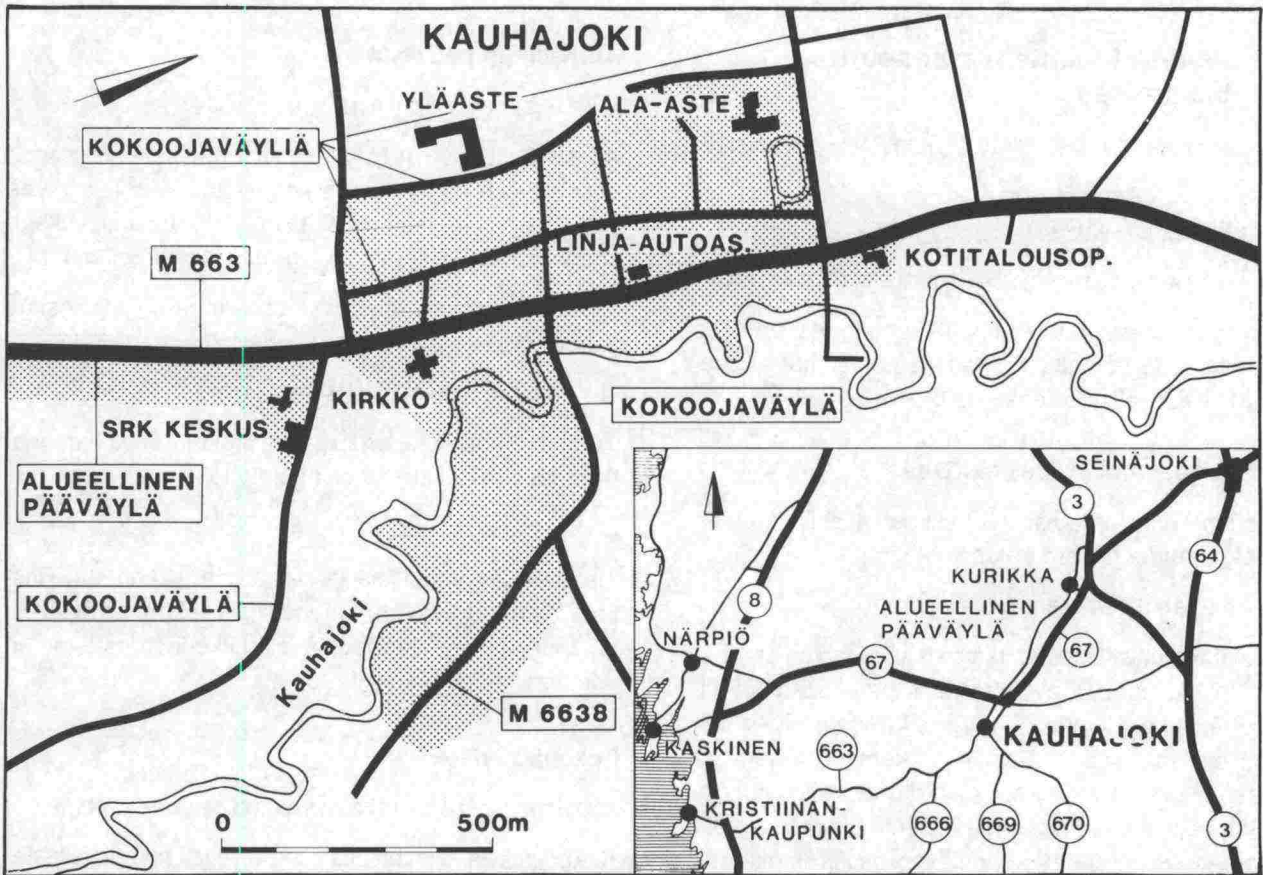 KAUHAJOKI
YLÄASTE
ALA-ASTE
KOKOOJAVÄYLIÄ
M 663
LINJA-AUTOAS.
KOTITALOUSOP.
KIRKKO
KOKOOJAVÄYLÄ
SRK KESKUS
ALUEELLINEN
PÄÄVÄYLÄ
KOKOOJAVÄYLÄ
Kauhajoki
M 6638
0 500m
SEINÄJOKI
3
64
8
KURIKKA
ALUEELLINEN
PÄÄVÄYLÄ
67
NÄRPIÖ
67
KASKINEN
KAUHAJOKI
663
KRISTIINAN-
KAUPUNKI
666
669
670
3